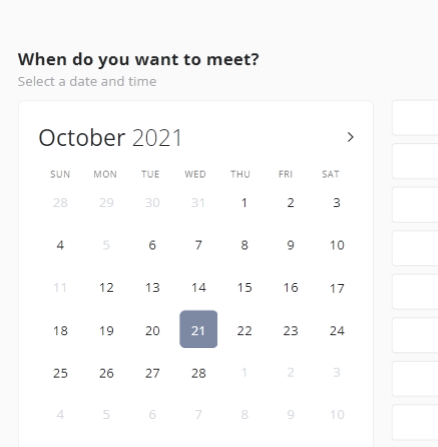 When do you want to meet?
Select a date and time
October 2021 >
SUN MON TUE WED THU FRI SAT
28 29 30 31 1 2 3
4 5 6 7 8 9 10
11 12 13 14 15 16 17
18 19 20 21 22 23 24
25 26 27 28 1 2 3
4 5 6 7 8 9 10